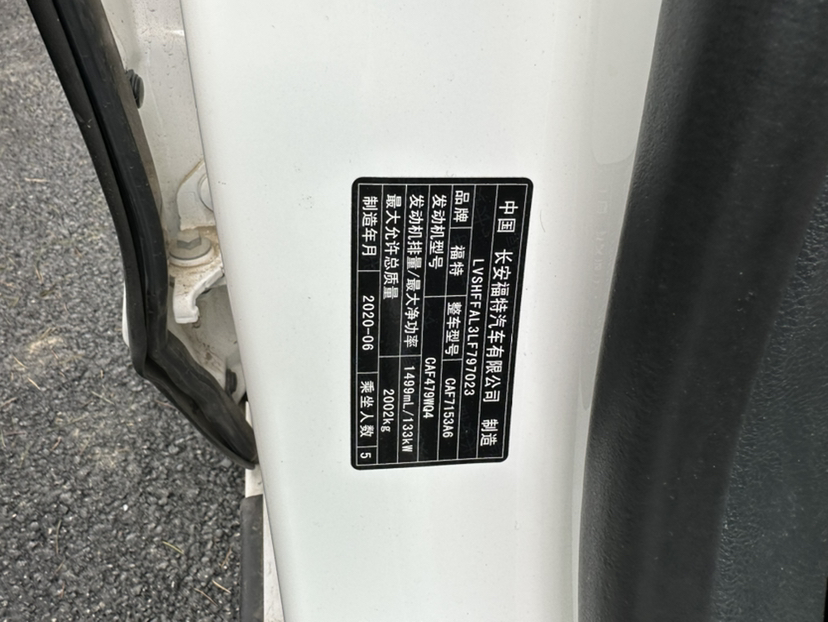 中国 长安福特汽车有限公司 制造
LVSHFFAL3LF797023
品牌 福特 整车型号 CAF7153A6
发动机型号 CAF479WQ4
发动机排量/最大净功率 1499mL/133kW
最大允许总质量 2002kg
制造年月 2020-06 乘坐人数 5